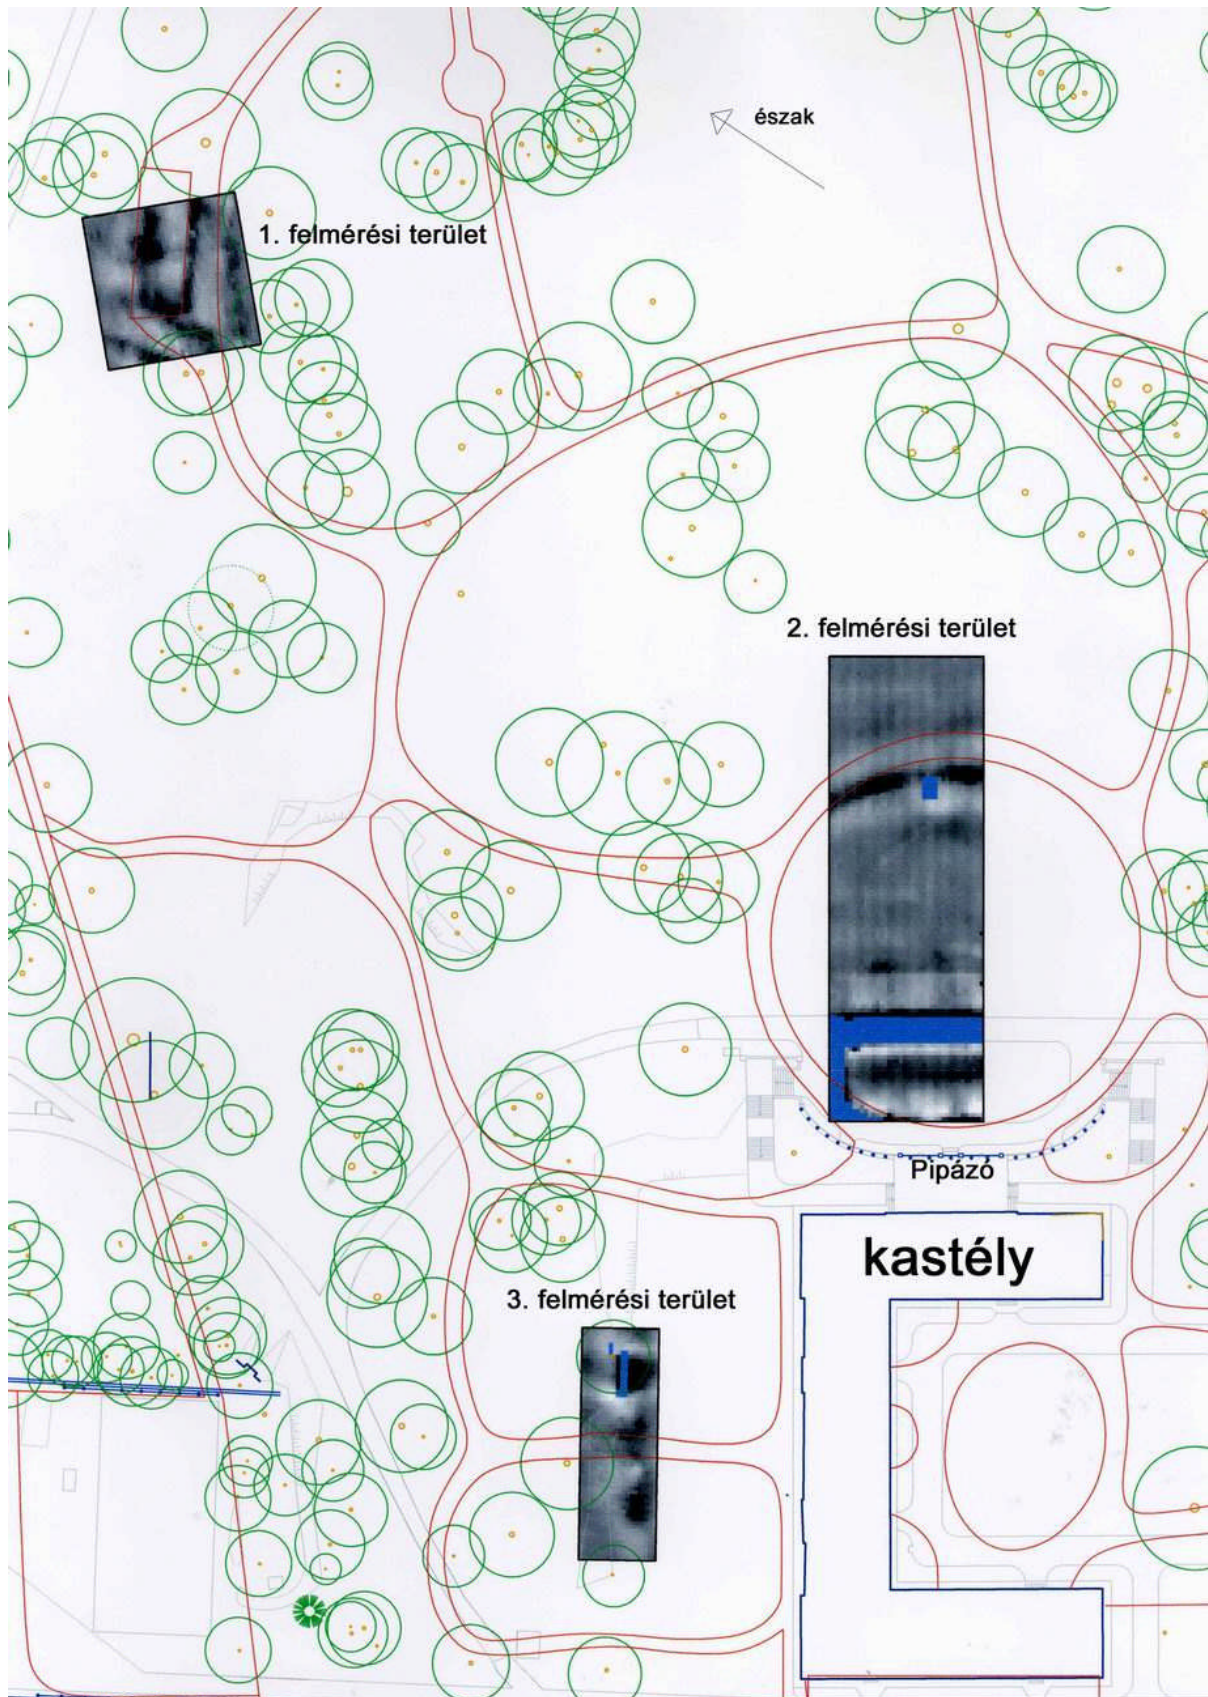 észak
1. felmérési terület
2. felmérési terület
Pipázó
kastély
3. felmérési terület